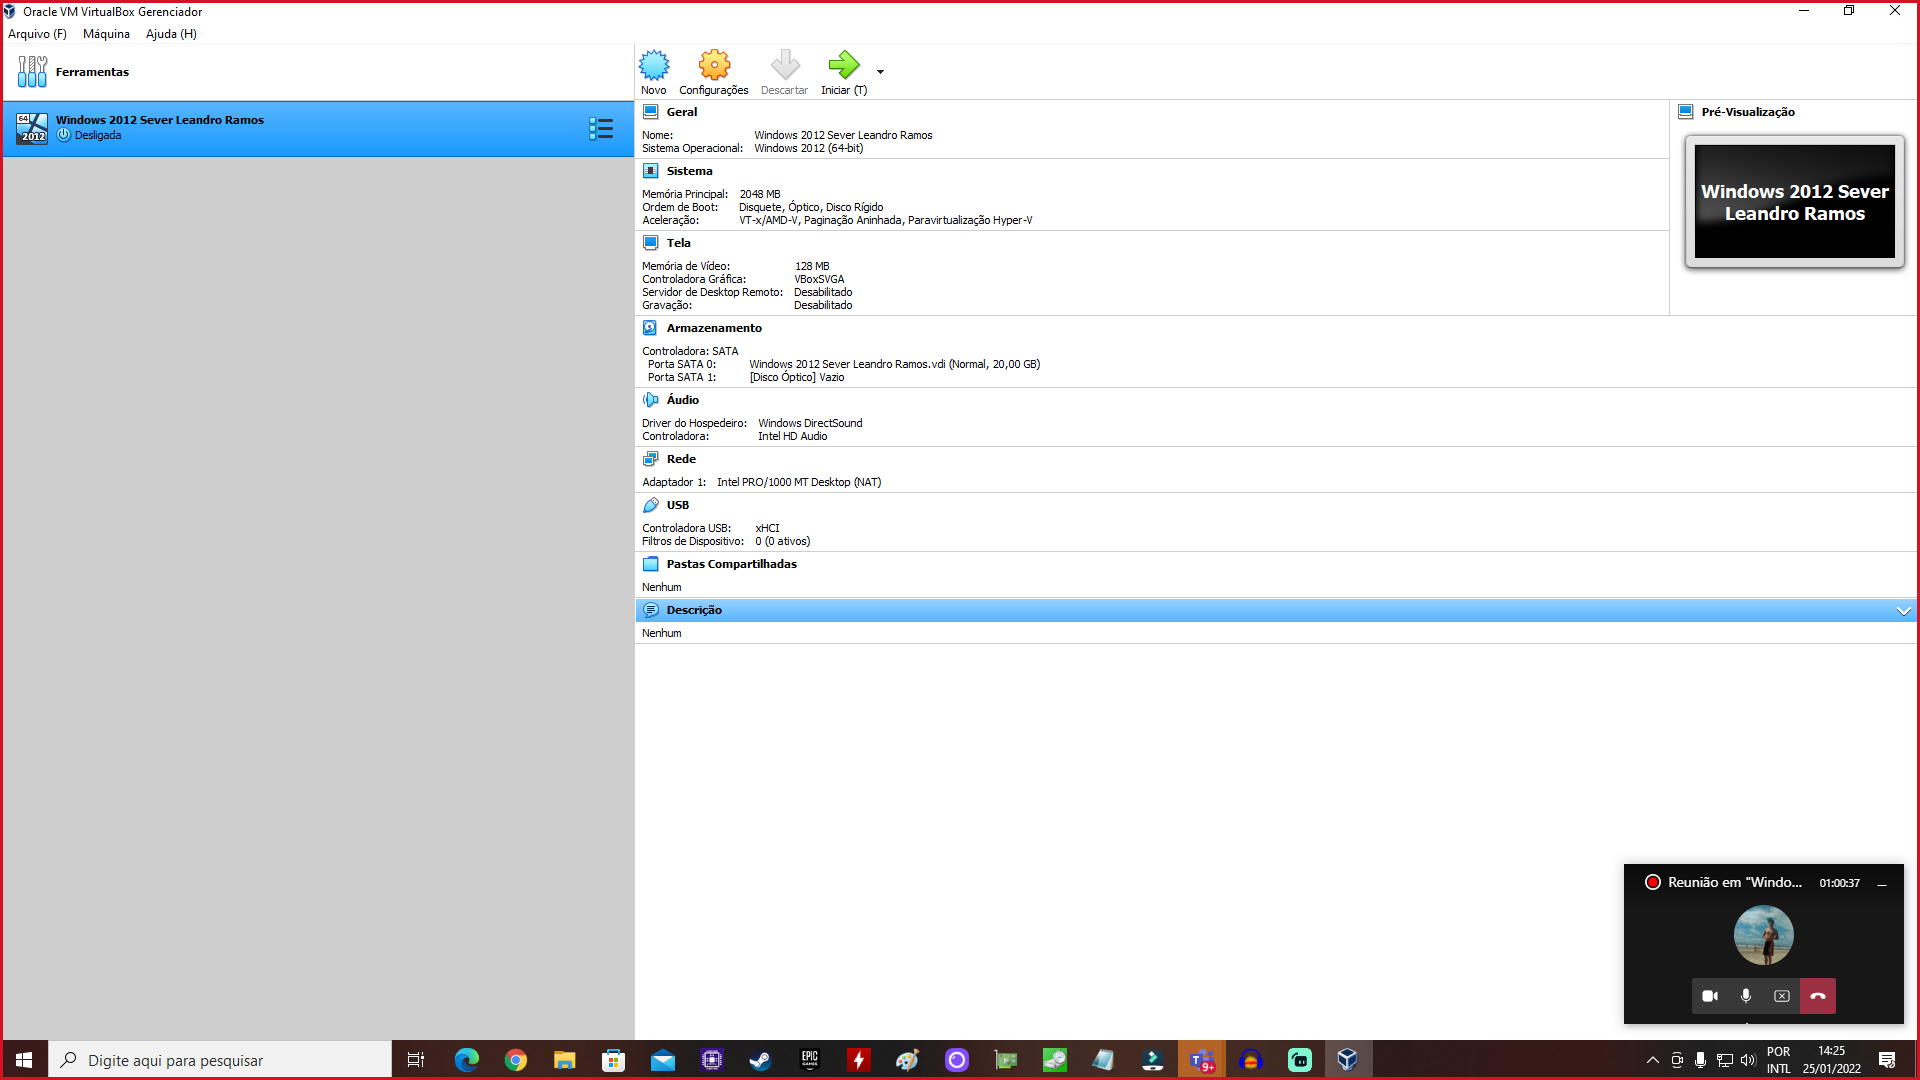 Oracle VM VirtualBox Gerenciador
Arquivo (F) Máquina Ajuda (H)
Ferramentas
Novo Configurações Descartar Iniciar (T)
64
2012
Windows 2012 Sever Leandro Ramos
Desligada
Geral
Nome: Windows 2012 Sever Leandro Ramos
Sistema Operacional: Windows 2012 (64-bit)
Sistema
Memória Principal: 2048 MB
Ordem de Boot: Disquete, Óptico, Disco Rígido
Aceleração: VT-x/AMD-V, Paginação Aninhada, Paravirtualização Hyper-V
Tela
Memória de Vídeo: 128 MB
Controladora Gráfica: VBoxSVGA
Servidor de Desktop Remoto: Desabilitado
Gravação: Desabilitado
Pré-Visualização
Windows 2012 Sever
Leandro Ramos
Armazenamento
Controladora: SATA
Porta SATA 0: Windows 2012 Sever Leandro Ramos.vdi (Normal, 20,00 GB)
Porta SATA 1: [Disco Óptico] Vazio
Áudio
Driver do Hospedeiro: Windows DirectSound
Controladora: Intel HD Audio
Rede
Adaptador 1: Intel PRO/1000 MT Desktop (NAT)
USB
Controladora USB: xHCI
Filtros de Dispositivo: 0 (0 ativos)
Pastas Compartilhadas
Nenhum
Descrição
Nenhum
Reunião em "Windo... 01:00:37
Digite aqui para pesquisar
EPIC
GAMES
9+
POR
INTL
14:25
25/01/2022